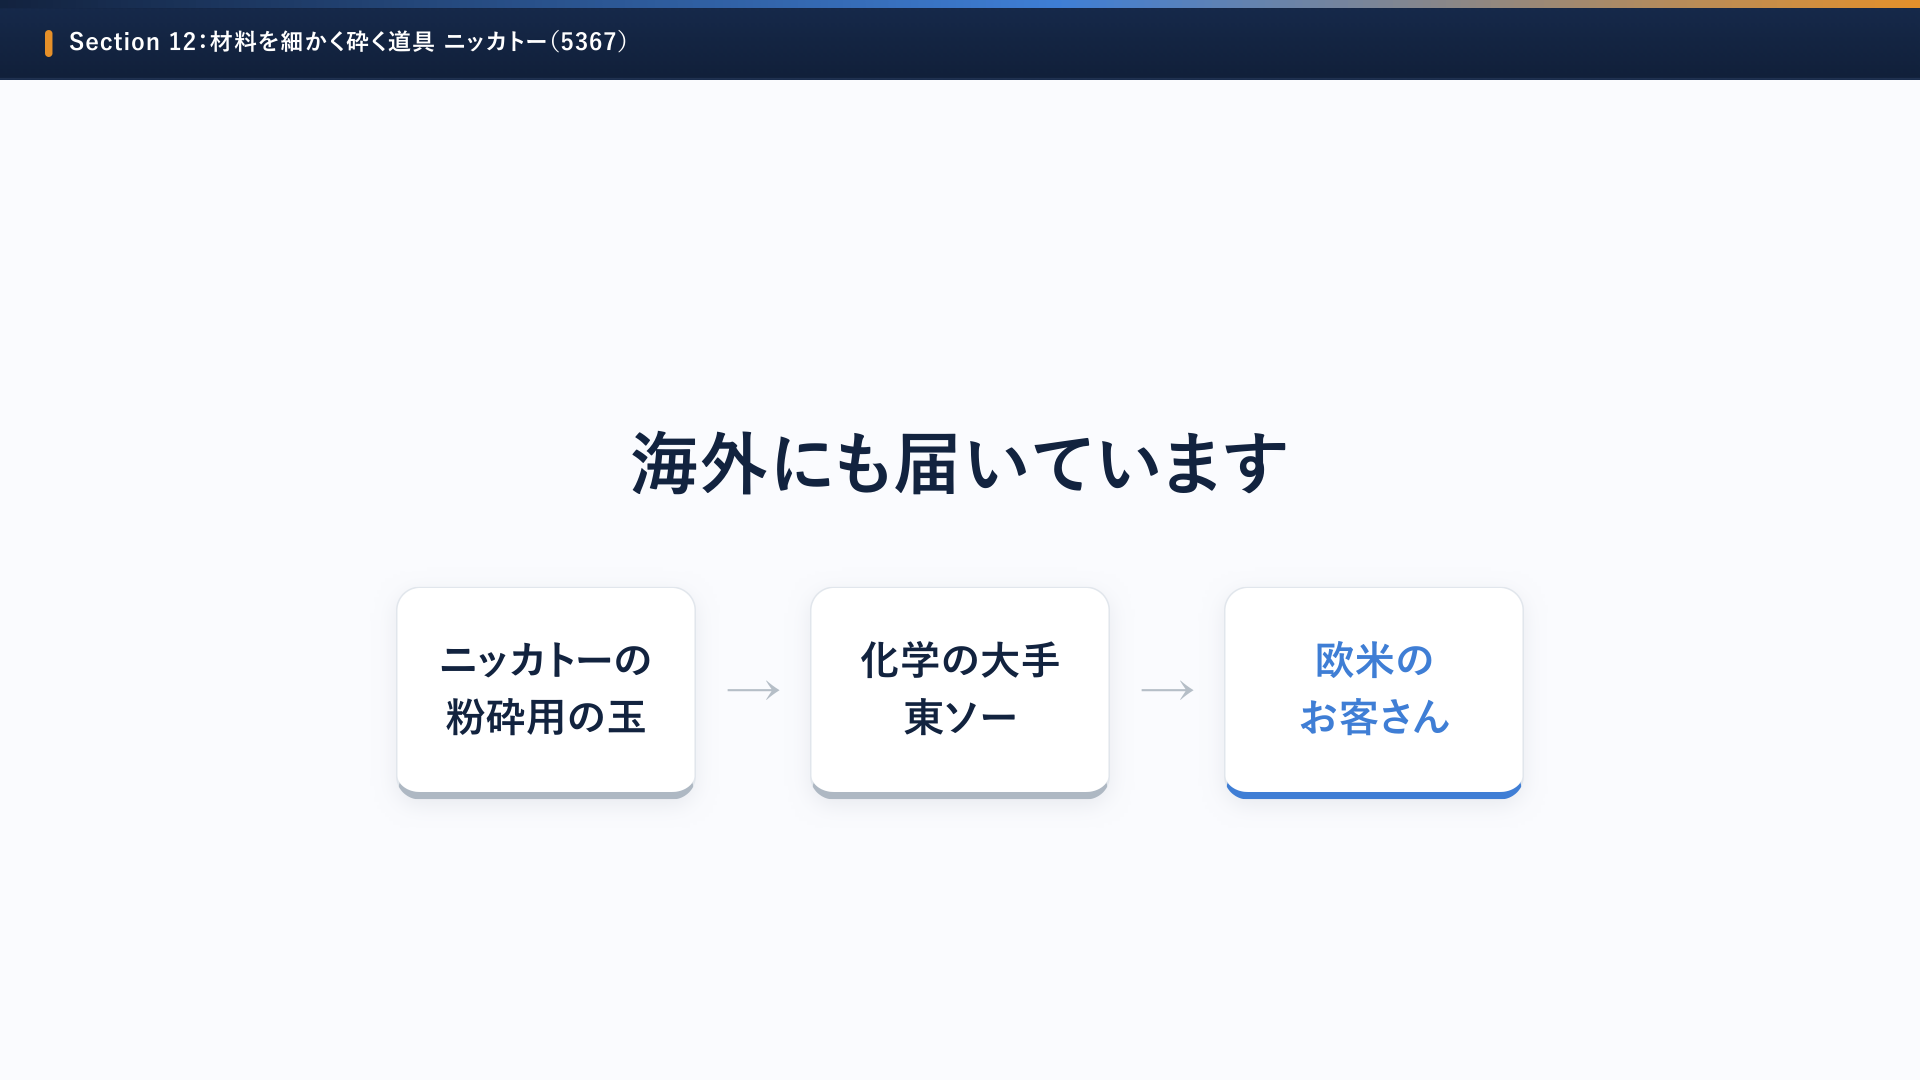 Section 12：材料を細かく砕く道具 ニッカトー（5367）
海外にも届いています
ニッカトーの
粉砕用の玉
→
化学の大手
東ソー
→
欧米の
お客さん